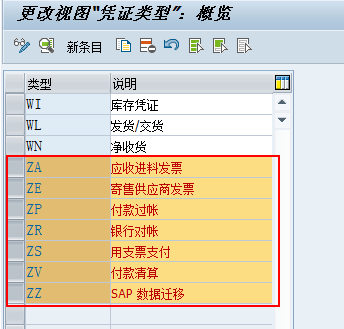 更改视图“凭证类型”: 概览
新条目
类型 说明
WI 库存凭证
WL 发货/交货
WN 净收货
ZA 应收进料发票
ZE 寄售供应商发票
ZP 付款过帐
ZR 银行对帐
ZS 用支票支付
ZV 付款清算
ZZ SAP 数据迁移